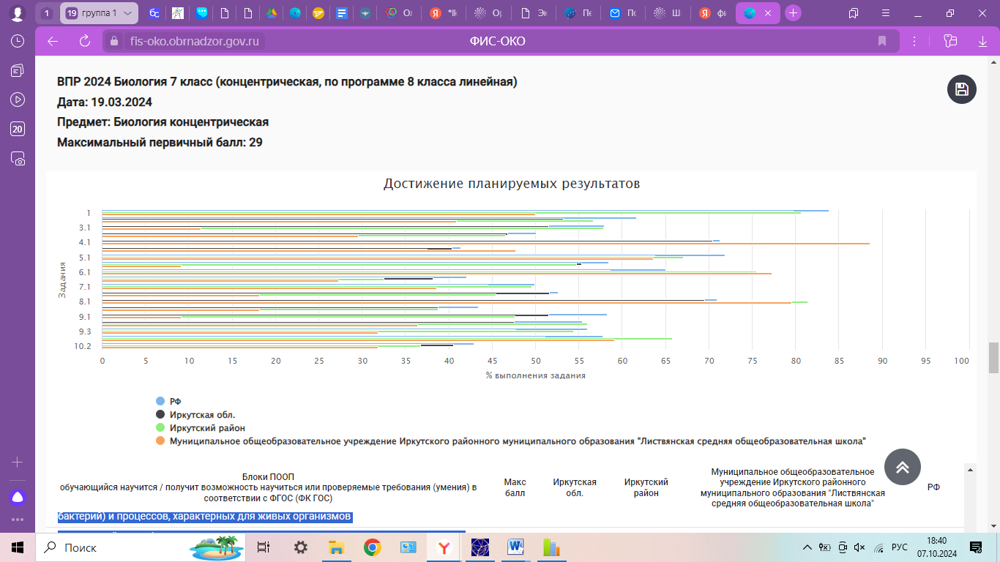 1
19 группа 1
Ол
*Ік
Ор
Эк
Пе
По
Ш
фи
fis-oko.obrnadzor.gov.ru
ФИС-ОКО
20
ВПР 2024 Биология 7 класс (концентрическая, по программе 8 класса линейная)
Дата: 19.03.2024
Предмет: Биология концентрическая
Максимальный первичный балл: 29
Достижение планируемых результатов
Задания
1
3.1
4.1
5.1
6.1
7.1
8.1
9.1
9.3
10.2
0 5 10 15 20 25 30 35 40 45 50 55 60 65 70 75 80 85 90 95 100
% выполнения задания
РФ
Иркутская обл.
Иркутский район
Муниципальное общеобразовательное учреждение Иркутского районного муниципального образования "Листвянская средняя общеобразовательная школа"
Блоки ПООП
обучающийся научится / получит возможность научиться или проверяемые требования (умения) в
соответствии с ФГОС (ФК ГОС)
Макс
балл
Иркутская
обл.
Иркутский
район
Муниципальное общеобразовательное
учреждение Иркутского районного
муниципального образования "Листвянская
средняя общеобразовательная школа"
РФ
бактерий) и процессов, характерных для живых организмов
Поиск
РУС
18:40
07.10.2024